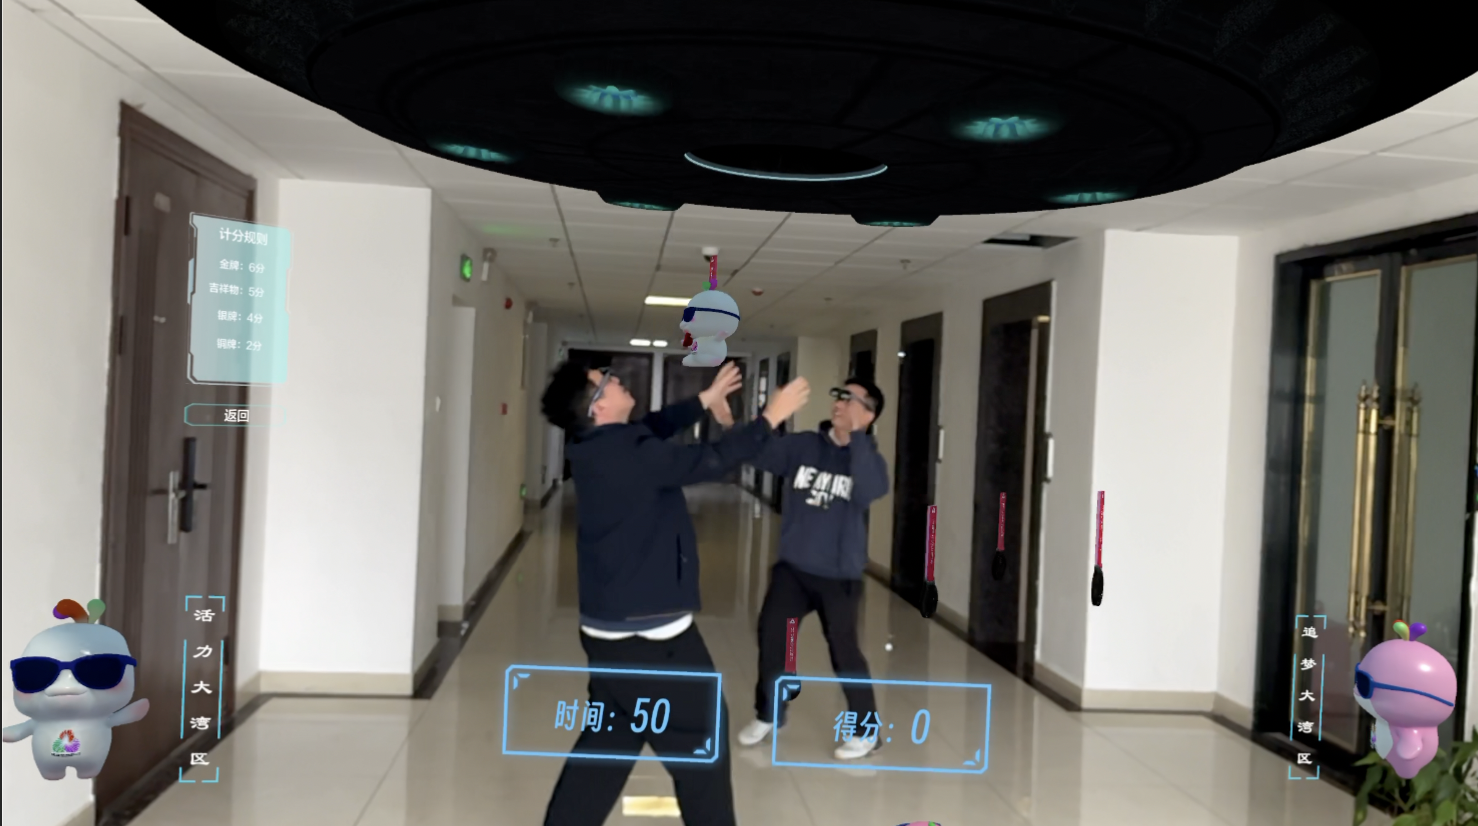 计分规则
金牌：6分
吉祥物：5分
银牌：4分
铜牌：2分
返回
活力大湾区
时间：50
得分：0
追梦大湾区